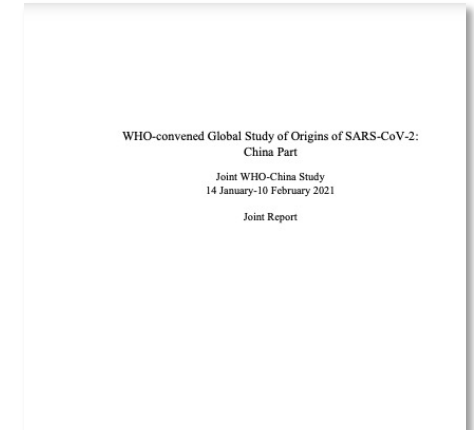 WHO-convened Global Study of Origins of SARS-CoV-2:
China Part
Joint WHO-China Study
14 January-10 February 2021
Joint Report